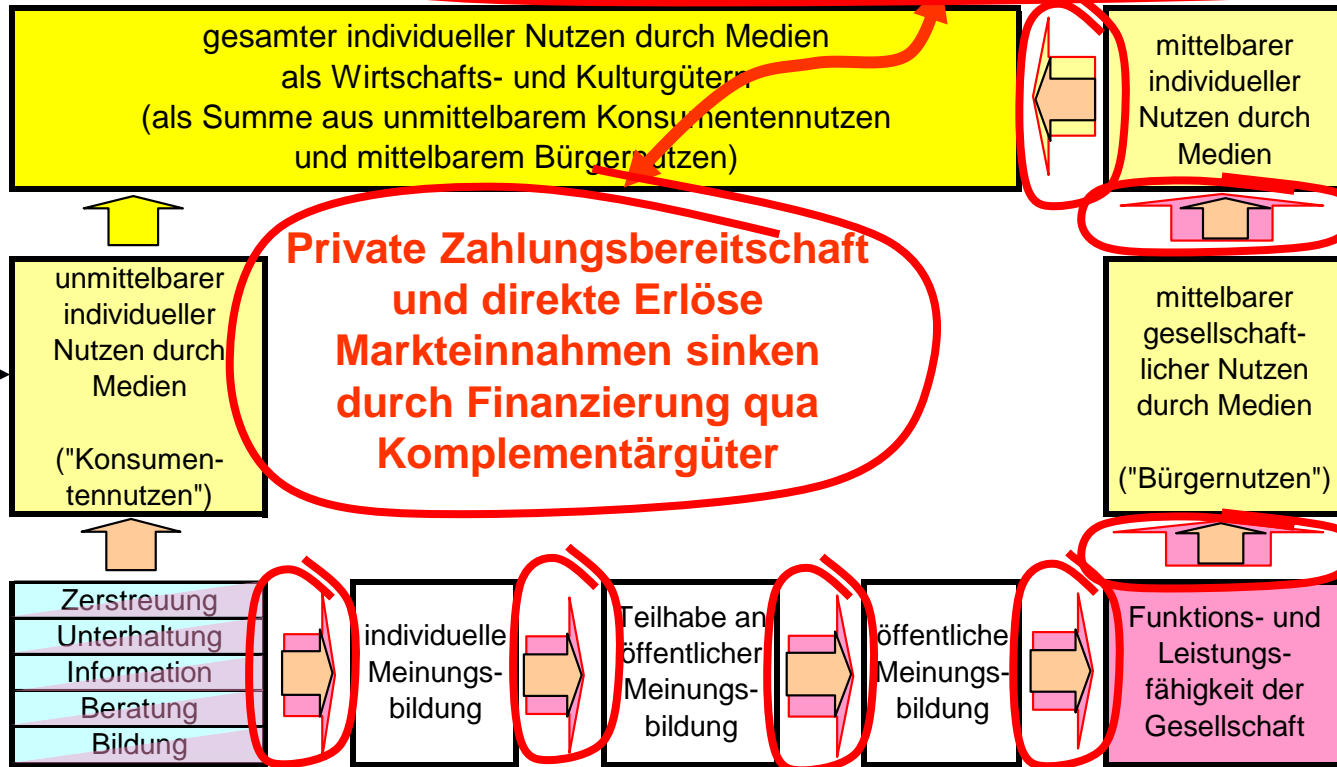 gesamter individueller Nutzen durch Medien
als Wirtschafts- und Kulturgütern
(als Summe aus unmittelbarem Konsumentennutzen
und mittelbarem Bürgernutzen)
mittelbarer
individueller
Nutzen durch
Medien
unmittelbarer
individueller
Nutzen durch
Medien
("Konsumen-
tennutzen")
Private Zahlungsbereitschaft
und direkte Erlöse
Markteinnahmen sinken
durch Finanzierung qua
Komplementärgüter
mittelbarer
gesellschaft-
licher Nutzen
durch Medien
("Bürgernutzen")
Zerstreuung
Unterhaltung
Information
Beratung
Bildung
individuelle
Meinungs-
bildung
Teilhabe an
öffentlicher
Meinungs-
bildung
öffentliche
Meinungs-
bildung
Funktions- und
Leistungs-
fähigkeit der
Gesellschaft